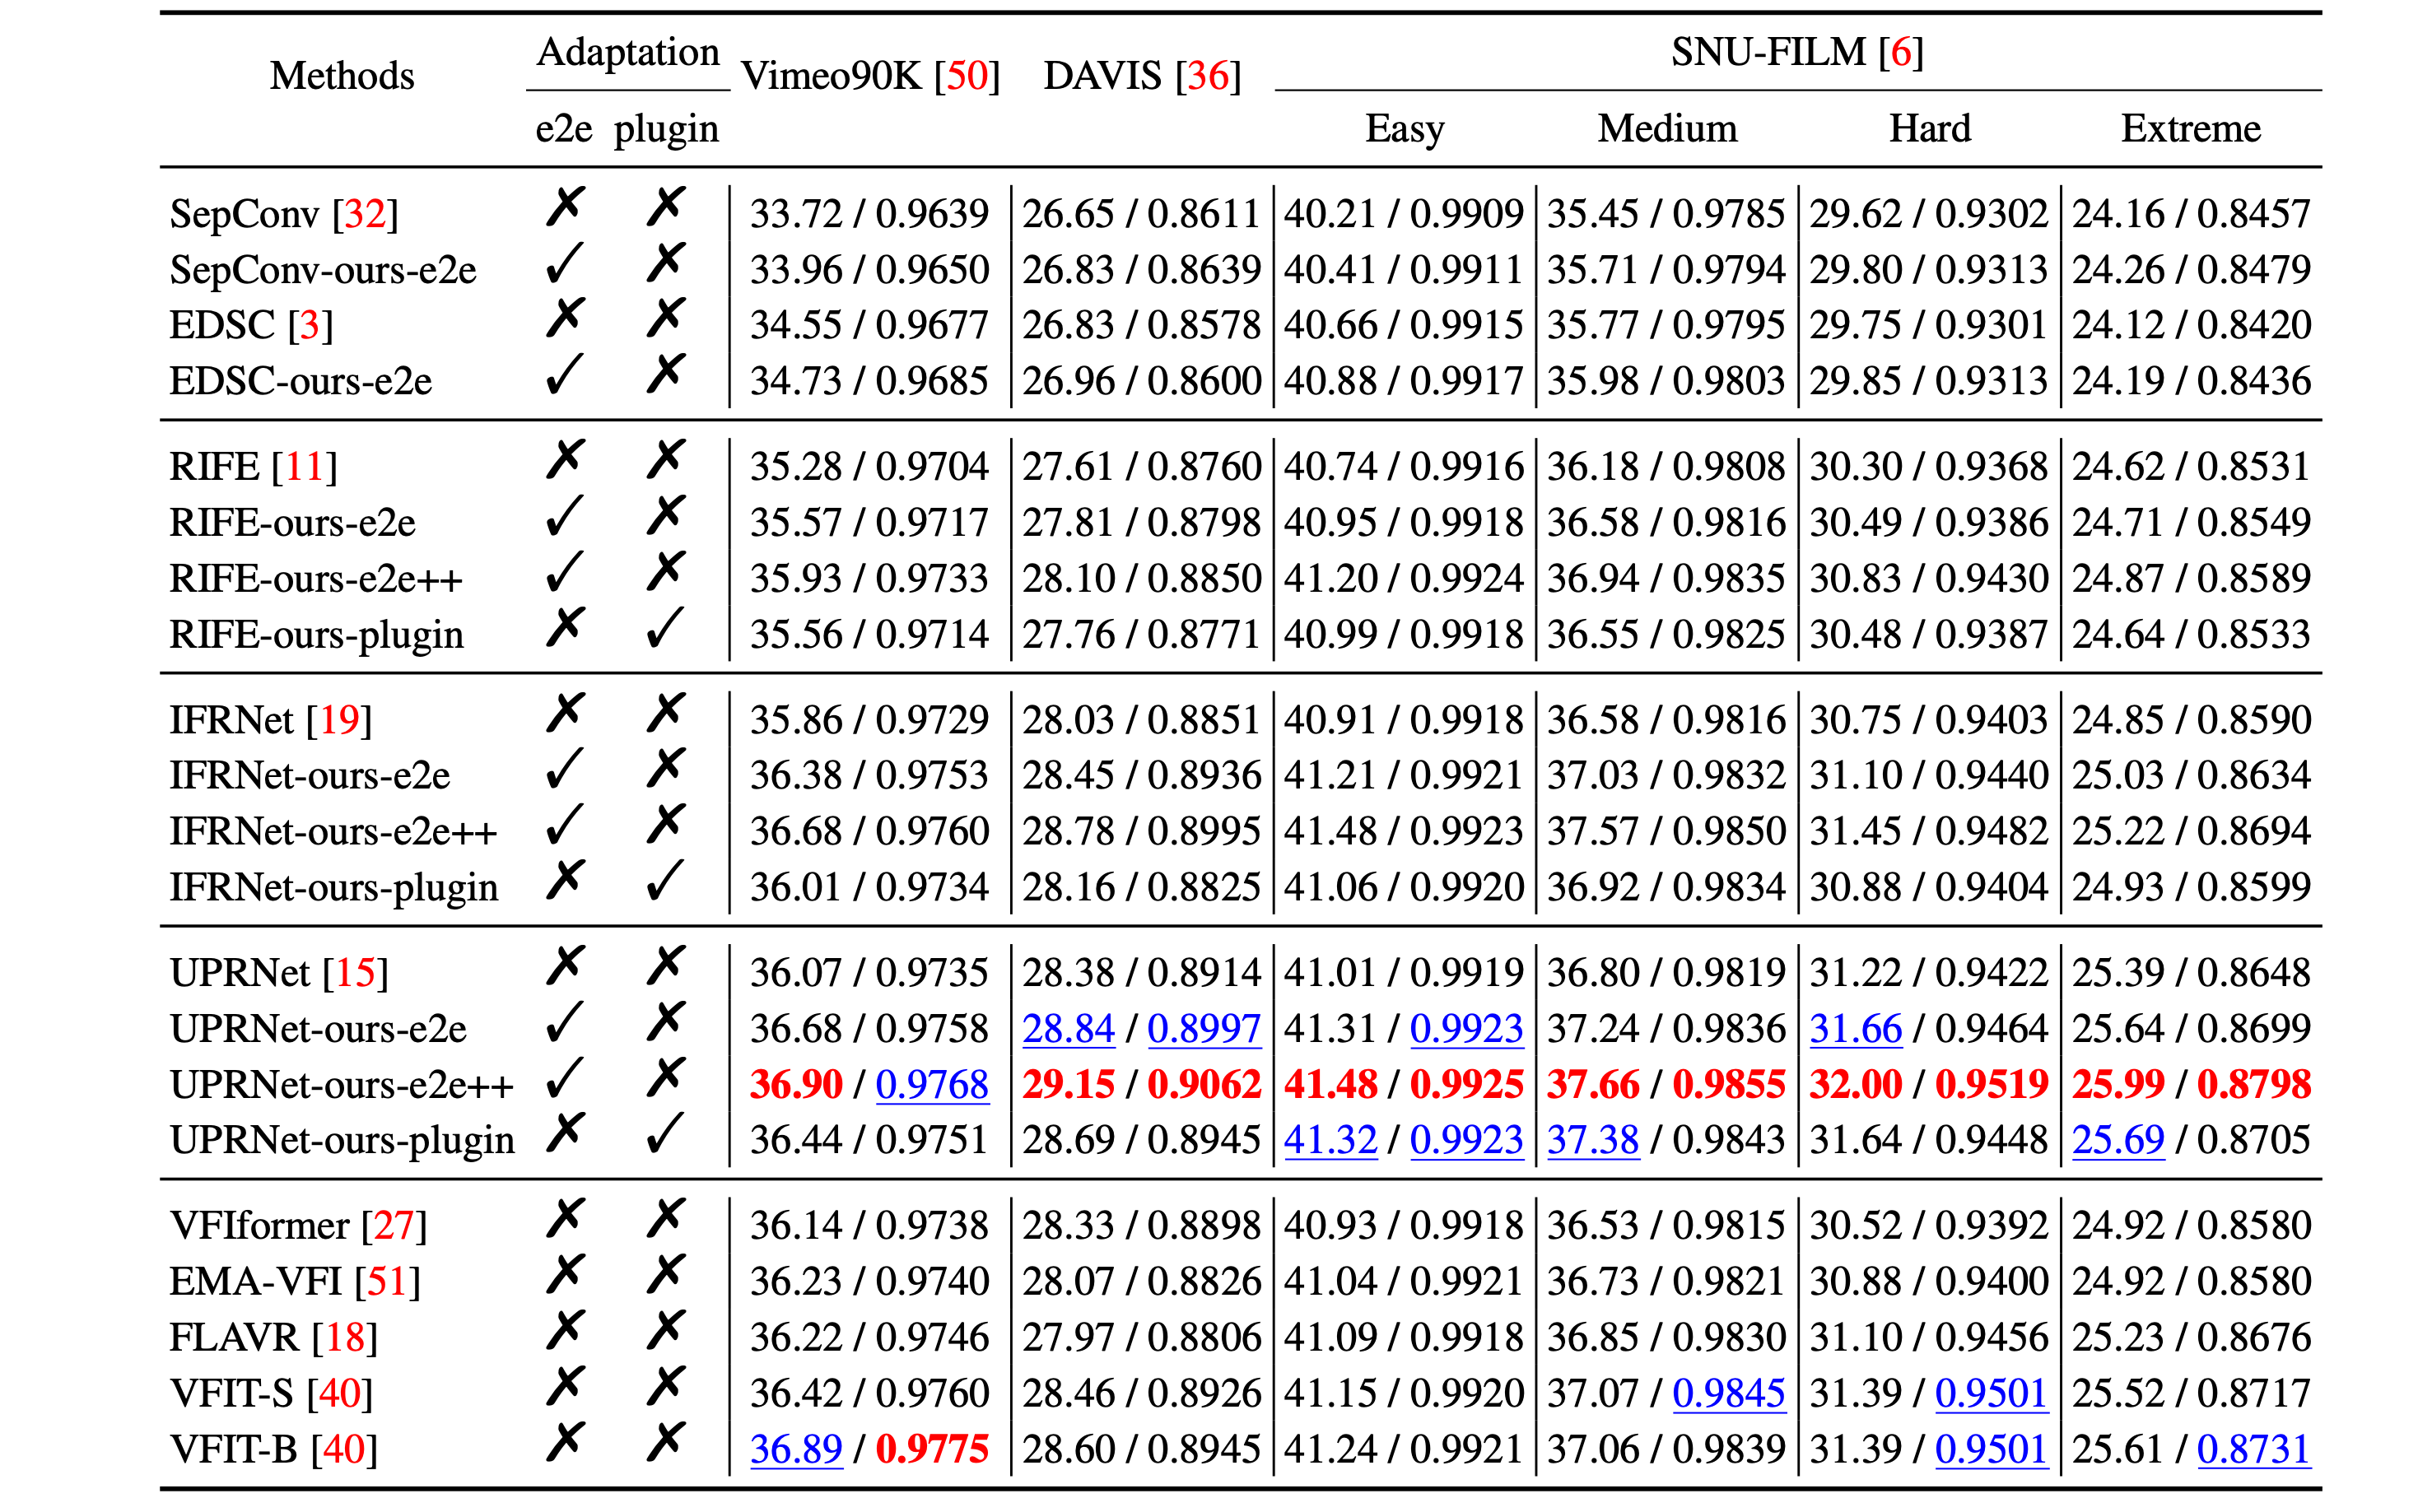 Methods Adaptation Vimeo90K [50] DAVIS [36] SNU-FILM [6]
e2e plugin Easy Medium Hard Extreme
SepConv [32] ✗ ✗ 33.72 / 0.9639 26.65 / 0.8611 40.21 / 0.9909 35.45 / 0.9785 29.62 / 0.9302 24.16 / 0.8457
SepConv-ours-e2e ✓ ✗ 33.96 / 0.9650 26.83 / 0.8639 40.41 / 0.9911 35.71 / 0.9794 29.80 / 0.9313 24.26 / 0.8479
EDSC [3] ✗ ✗ 34.55 / 0.9677 26.83 / 0.8578 40.66 / 0.9915 35.77 / 0.9795 29.75 / 0.9301 24.12 / 0.8420
EDSC-ours-e2e ✓ ✗ 34.73 / 0.9685 26.96 / 0.8600 40.88 / 0.9917 35.98 / 0.9803 29.85 / 0.9313 24.19 / 0.8436
RIFE [11] ✗ ✗ 35.28 / 0.9704 27.61 / 0.8760 40.74 / 0.9916 36.18 / 0.9808 30.30 / 0.9368 24.62 / 0.8531
RIFE-ours-e2e ✓ ✗ 35.57 / 0.9717 27.81 / 0.8798 40.95 / 0.9918 36.58 / 0.9816 30.49 / 0.9386 24.71 / 0.8549
RIFE-ours-e2e++ ✓ ✗ 35.93 / 0.9733 28.10 / 0.8850 41.20 / 0.9924 36.94 / 0.9835 30.83 / 0.9430 24.87 / 0.8589
RIFE-ours-plugin ✗ ✓ 35.56 / 0.9714 27.76 / 0.8771 40.99 / 0.9918 36.55 / 0.9825 30.48 / 0.9387 24.64 / 0.8533
IFRNet [19] ✗ ✗ 35.86 / 0.9729 28.03 / 0.8851 40.91 / 0.9918 36.58 / 0.9816 30.75 / 0.9403 24.85 / 0.8590
IFRNet-ours-e2e ✓ ✗ 36.38 / 0.9753 28.45 / 0.8936 41.21 / 0.9921 37.03 / 0.9832 31.10 / 0.9440 25.03 / 0.8634
IFRNet-ours-e2e++ ✓ ✗ 36.68 / 0.9760 28.78 / 0.8995 41.48 / 0.9923 37.57 / 0.9850 31.45 / 0.9482 25.22 / 0.8694
IFRNet-ours-plugin ✗ ✓ 36.01 / 0.9734 28.16 / 0.8825 41.06 / 0.9920 36.92 / 0.9834 30.88 / 0.9404 24.93 / 0.8599
UPRNet [15] ✗ ✗ 36.07 / 0.9735 28.38 / 0.8914 41.01 / 0.9919 36.80 / 0.9819 31.22 / 0.9422 25.39 / 0.8648
UPRNet-ours-e2e ✓ ✗ 36.68 / 0.9758 28.84 / 0.8997 41.31 / 0.9923 37.24 / 0.9836 31.66 / 0.9464 25.64 / 0.8699
UPRNet-ours-e2e++ ✓ ✗ 36.90 / 0.9768 29.15 / 0.9062 41.48 / 0.9925 37.66 / 0.9855 32.00 / 0.9519 25.99 / 0.8798
UPRNet-ours-plugin ✗ ✓ 36.44 / 0.9751 28.69 / 0.8945 41.32 / 0.9923 37.38 / 0.9843 31.64 / 0.9448 25.69 / 0.8705
VFIformer [27] ✗ ✗ 36.14 / 0.9738 28.33 / 0.8898 40.93 / 0.9918 36.53 / 0.9815 30.52 / 0.9392 24.92 / 0.8580
EMA-VFI [51] ✗ ✗ 36.23 / 0.9740 28.07 / 0.8826 41.04 / 0.9921 36.73 / 0.9821 30.88 / 0.9400 24.92 / 0.8580
FLAVR [18] ✗ ✗ 36.22 / 0.9746 27.97 / 0.8806 41.09 / 0.9918 36.85 / 0.9830 31.10 / 0.9456 25.23 / 0.8676
VFIT-S [40] ✗ ✗ 36.42 / 0.9760 28.46 / 0.8926 41.15 / 0.9920 37.07 / 0.9845 31.39 / 0.9501 25.52 / 0.8717
VFIT-B [40] ✗ ✗ 36.89 / 0.9775 28.60 / 0.8945 41.24 / 0.9921 37.06 / 0.9839 31.39 / 0.9501 25.61 / 0.8731